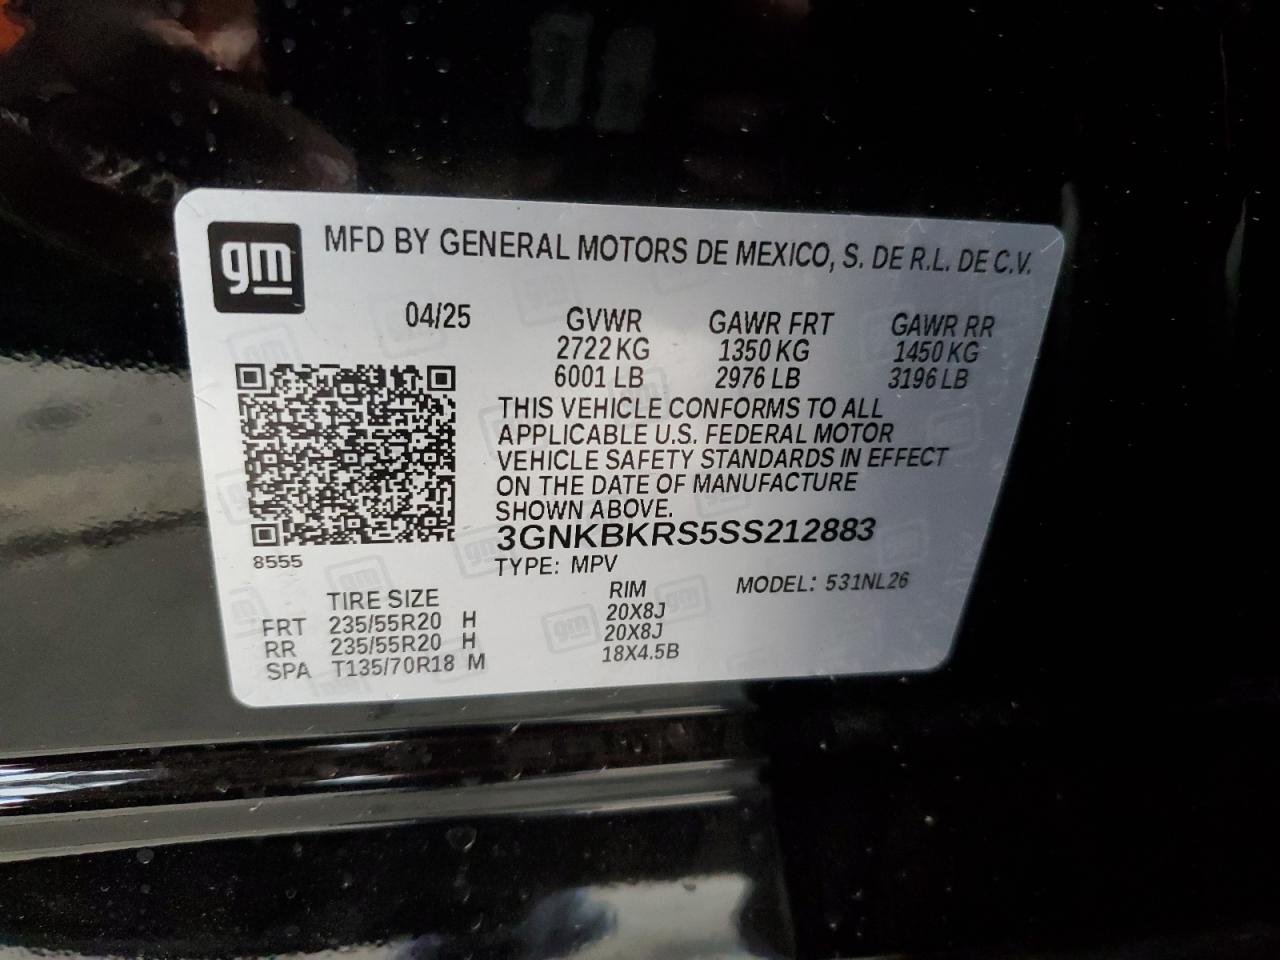 gm
MFD BY GENERAL MOTORS DE MEXICO, S. DE R.L. DE C.V.
04/25 GVWR GAWR FRT GAWR RR
2722 KG 1350 KG 1450 KG
6001 LB 2976 LB 3196 LB
THIS VEHICLE CONFORMS TO ALL
APPLICABLE U.S. FEDERAL MOTOR
VEHICLE SAFETY STANDARDS IN EFFECT
ON THE DATE OF MANUFACTURE
SHOWN ABOVE.
3GNKBKRS5SS212883
8555
TYPE: MPV MODEL: 531NL26
TIRE SIZE RIM
FRT 235/55R20 H 20X8J
RR 235/55R20 H 20X8J
SPA T135/70R18 M 18X4.5B